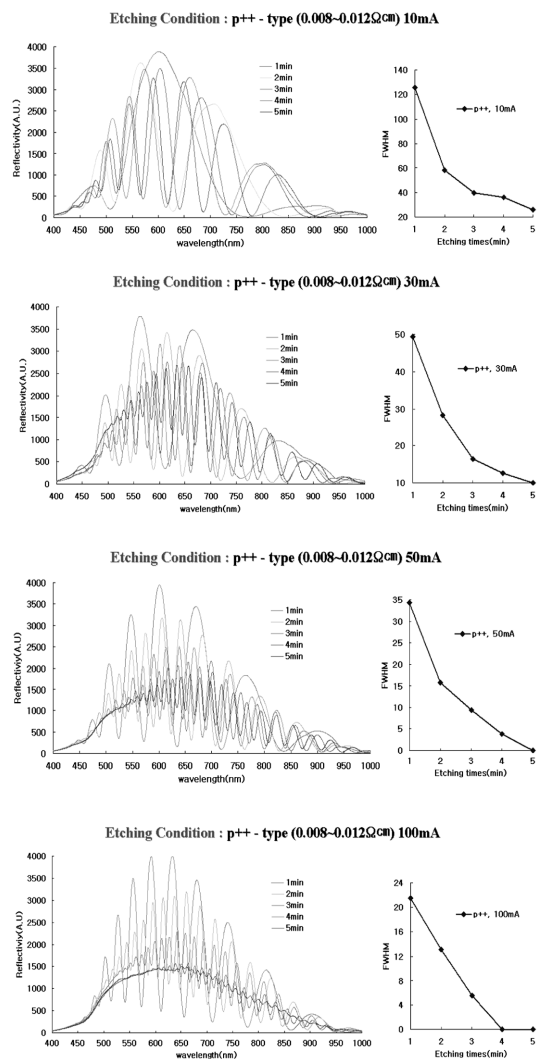 Etching Condition : p++ - type (0.008~0.012Ω㎝) 10mA
Reflectivity(A.U.)
4000
3500
3000
2500
2000
1500
1000
500
0
400 450 500 550 600 650 700 750 800 850 900 950 1000
wavelength(nm)
1min
2min
3min
4min
5min
FWHM
140
120
100
80
60
40
20
1 2 3 4 5
Etching times(min)
p++, 10mA
Etching Condition : p++ - type (0.008~0.012Ω㎝) 30mA
Reflectivity(A.U.)
4000
3500
3000
2500
2000
1500
1000
500
0
400 450 500 550 600 650 700 750 800 850 900 950 1000
wavelength(nm)
1min
2min
3min
4min
5min
FWHM
50
40
30
20
10
1 2 3 4 5
Etching times(min)
p++, 30mA
Etching Condition : p++ - type (0.008~0.012Ω㎝) 50mA
Reflectiviy(A.U)
4000
3500
3000
2500
2000
1500
1000
500
0
400 450 500 550 600 650 700 750 800 850 900 950 1000
wavelength(nm)
1min
2min
3min
4min
5min
FWHM
35
30
25
20
15
10
5
0
1 2 3 4 5
Etching times(min)
p++, 50mA
Etching Condition : p++ - type (0.008~0.012Ω㎝) 100mA
Reflectiviy(A.U)
4000
3500
3000
2500
2000
1500
1000
500
0
400 450 500 550 600 650 700 750 800 850 900 950 1000
wavelength(nm)
1min
2min
3min
4min
5min
FWHM
24
20
16
12
8
4
0
1 2 3 4 5
Etching times(min)
p++, 100mA